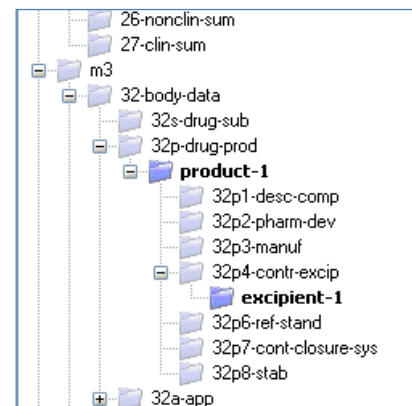 26-nonclin-sum
27-clin-sum
m3
32-body-data
32s-drug-sub
32p-drug-prod
product-1
32p1-desc-comp
32p2-pharm-dev
32p3-manuf
32p4-contr-excip
excipient-1
32p6-ref-stand
32p7-cont-closure-sys
32p8-stab
32a-app